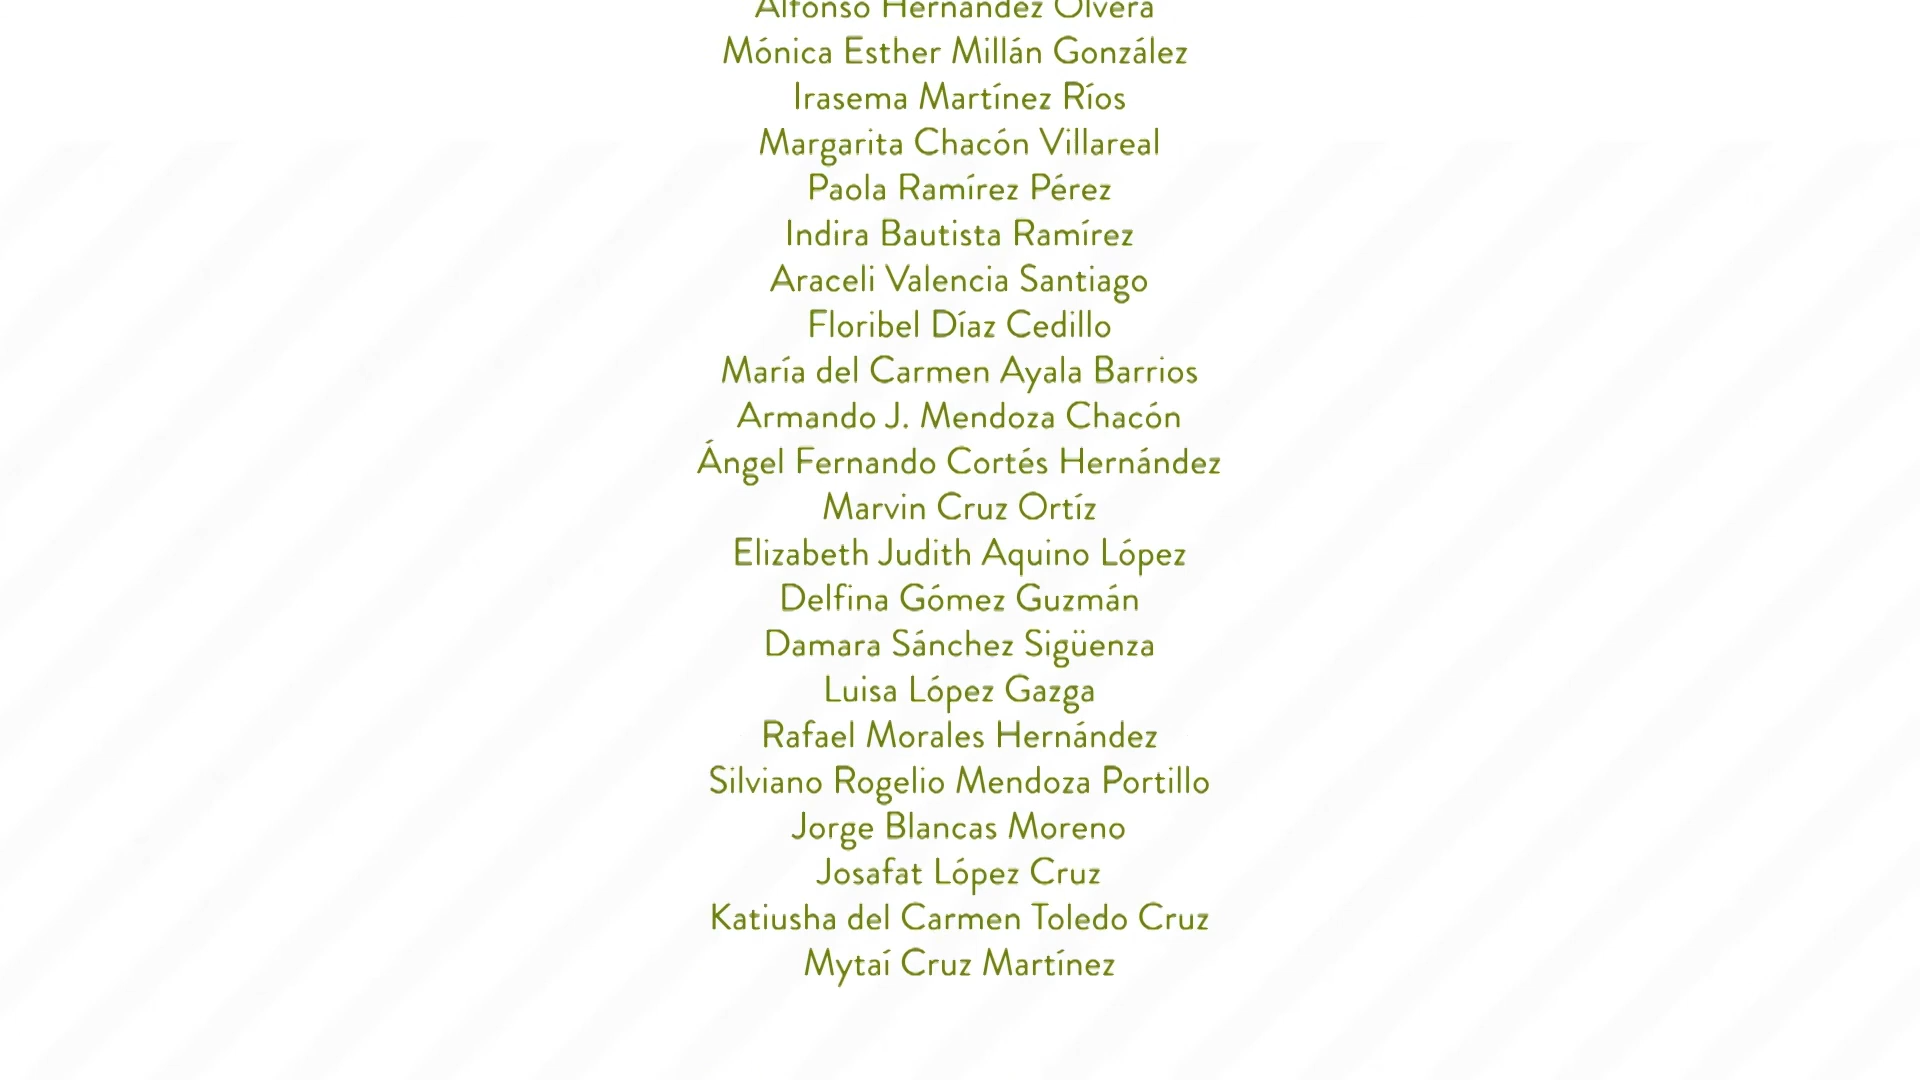 Alfonso Hernández Olvera
Mónica Esther Millán González
Irasema Martínez Ríos
Margarita Chacón Villareal
Paola Ramírez Pérez
Indira Bautista Ramírez
Araceli Valencia Santiago
Floribel Díaz Cedillo
María del Carmen Ayala Barrios
Armando J. Mendoza Chacón
Ángel Fernando Cortés Hernández
Marvin Cruz Ortíz
Elizabeth Judith Aquino López
Delfina Gómez Guzmán
Damara Sánchez Sigüenza
Luisa López Gazga
Rafael Morales Hernández
Silviano Rogelio Mendoza Portillo
Jorge Blancas Moreno
Josafat López Cruz
Katiusha del Carmen Toledo Cruz
Mytaí Cruz Martínez